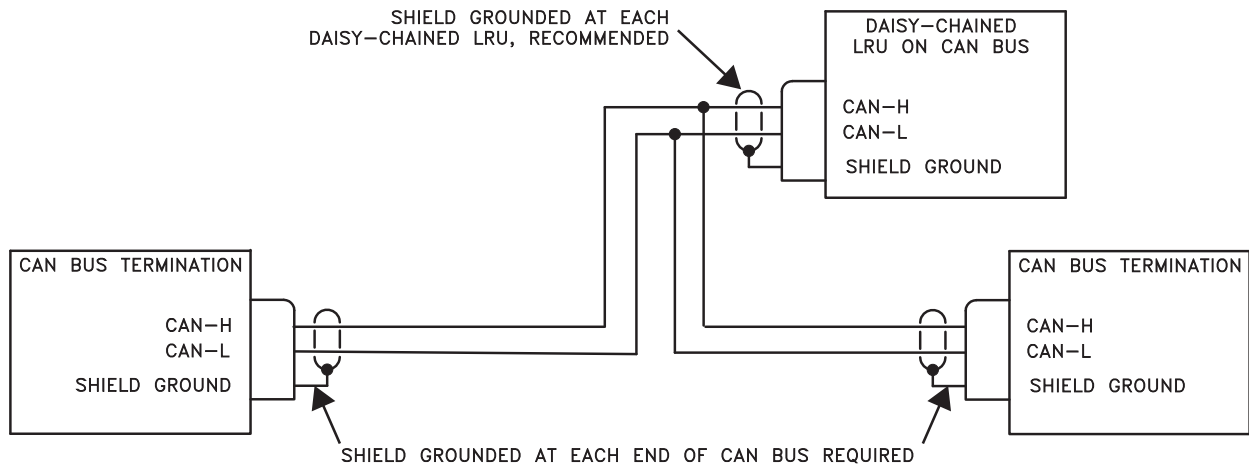 SHIELD GROUNDED AT EACH
DAISY-CHAINED LRU, RECOMMENDED
DAISY-CHAINED
LRU ON CAN BUS
CAN-H
CAN-L
SHIELD GROUND
CAN BUS TERMINATION
CAN-H
CAN-L
SHIELD GROUND
CAN BUS TERMINATION
CAN-H
CAN-L
SHIELD GROUND
SHIELD GROUNDED AT EACH END OF CAN BUS REQUIRED